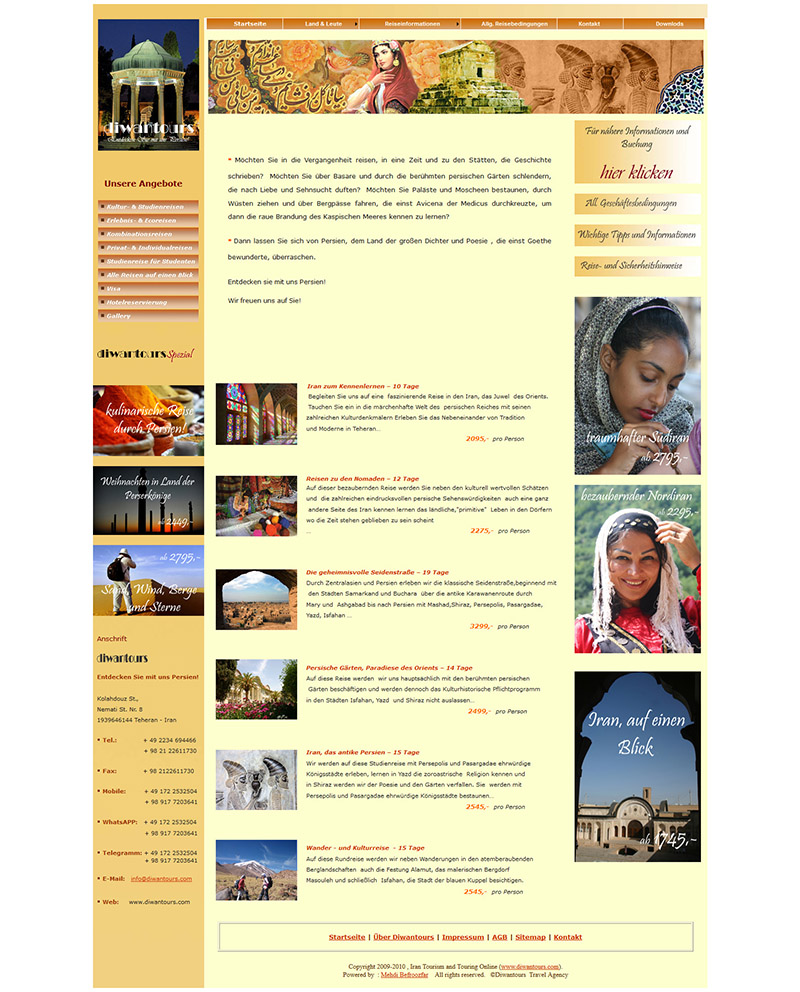 Startseite
Land & Leute
Reiseinformationen
Allg. Reisebedingungen
Kontakt
Downlods
diwantours
Unsere Angebote
Kultur- & Studienreisen
Erlebnis- & Ecoreisen
Kombinationsreisen
Privat- & Individualreisen
Studienreise für Studenten
Alle Reisen auf einen Blick
Visa
Hotelreservierung
Gallery
diwantours Spezial
kulinarische Reise
durch Persien!
Weihnachten in Land der
Perserkönige
ab 2449,-
ab 2795,-
Sand, Wind, Berge
und Sterne
Anschrift
diwantours
Entdecken Sie mit uns Persien!
Kolahdouz St.,
Nemati St. Nr. 8
1939646144 Teheran - Iran
• Tel.: + 49 2234 694466
+ 98 21 22611730
• Fax: + 98 2122611730
• Mobile: + 49 172 2532504
+ 98 917 7203641
• WhatsAPP: + 49 172 2532504
+ 98 917 7203641
• Telegramm: + 49 172 2532504
+ 98 917 7203641
• E-Mail: info@diwantours.com
• Web: www.diwantours.com
* Möchten Sie in die Vergangenheit reisen, in eine Zeit und zu den Stätten, die Geschichte
schrieben? Möchten Sie über Basare und durch die berühmten persischen Gärten schlendern,
die nach Liebe und Sehnsucht duften? Möchten Sie Paläste und Moscheen bestaunen, durch
Wüsten ziehen und über Bergpässe fahren, die einst Avicena der Medicus durchkreuzte, um
dann die raue Brandung des Kaspischen Meeres kennen zu lernen?
* Dann lassen Sie sich von Persien, dem Land der großen Dichter und Poesie , die einst Goethe
bewunderte, überraschen.
Entdecken sie mit uns Persien!
Wir freuen uns auf Sie!
Iran zum Kennenlernen – 10 Tage
Begleiten Sie uns auf eine faszinierende Reise in den Iran, das Juwel des Orients.
Tauchen Sie ein in die märchenhafte Welt des persischen Reiches mit seinen
zahlreichen Kulturdenkmalern Erleben Sie das Nebeneinander von Tradition
und Moderne in Teheran...
2095,- pro Person
Reisen zu den Nomaden – 12 Tage
Auf dieser bezaubernden Reise werden Sie neben den kulturell wertvollen Schätzen
und die zahlreichen eindrucksvollen persische Sehenswürdigkeiten auch eine ganz
andere Seite des Iran kennen lernen das ländliche,"primitive" Leben in den Dörfern
wo die Zeit stehen geblieben zu sein scheint
...
2275,- pro Person
Die geheimnisvolle Seidenstraße – 19 Tage
Durch Zentralasien und Persien erleben wir die klassische Seidenstraße,beginnend mit
den Stadten Samarkand und Buchara über die antike Karawanenroute durch
Mary und Ashgabad bis nach Persien mit Mashad,Shiraz, Persepolis, Pasargadae,
Yazd, Isfahan ...
3299,- pro Person
Persische Gärten, Paradiese des Orients – 14 Tage
Auf diese Reise werden wir uns hauptsächlich mit den berühmten persischen
Gärten beschäftigen und werden dennoch das Kulturhistorische Pflichtprogramm
in den Städten Isfahan, Yazd und Shiraz nicht auslassen...
2499,- pro Person
Iran, das antike Persien – 15 Tage
Wir werden auf diese Studienreise mit Persepolis und Pasargadae ehrwürdige
Königsstädte erleben, lernen in Yazd die zoroastrische Religion kennen und
in Shiraz werden wir der Poesie und den Gärten verfallen. Sie werden mit
Persepolis und Pasargadae ehrwürdige Königsstädte bestaunen...
2545,- pro Person
Wander - und Kulturreise – 15 Tage
Auf diese Rundreise werden wir neben Wanderungen in den atemberaubenden
Berglandschaften auch die Festung Alamut, das malerischen Bergdorf
Masouleh und schließlich Isfahan, die Stadt der blauen Kuppel besichtigen.
2545,- pro Person
Für nähere Informationen und
Buchung
hier klicken
All. Geschäftsbedingungen
Wichtige Tipps und Informationen
Reise- und Sicherheitshinweise
traumhafter Südiran
ab 2795,-
bezaubernder Nordiran
ab 2295,-
Iran, auf einen
Blick
ab 1745,-
Startseite | Über Diwantours | Impressum | AGB | Sitemap | Kontakt
Copyright 2009-2010 , Iran Tourism and Touring Online (www.diwantours.com).
Powered by : Mehdi Befroozfar All rights reserved. ©Diwantours Travel Agency